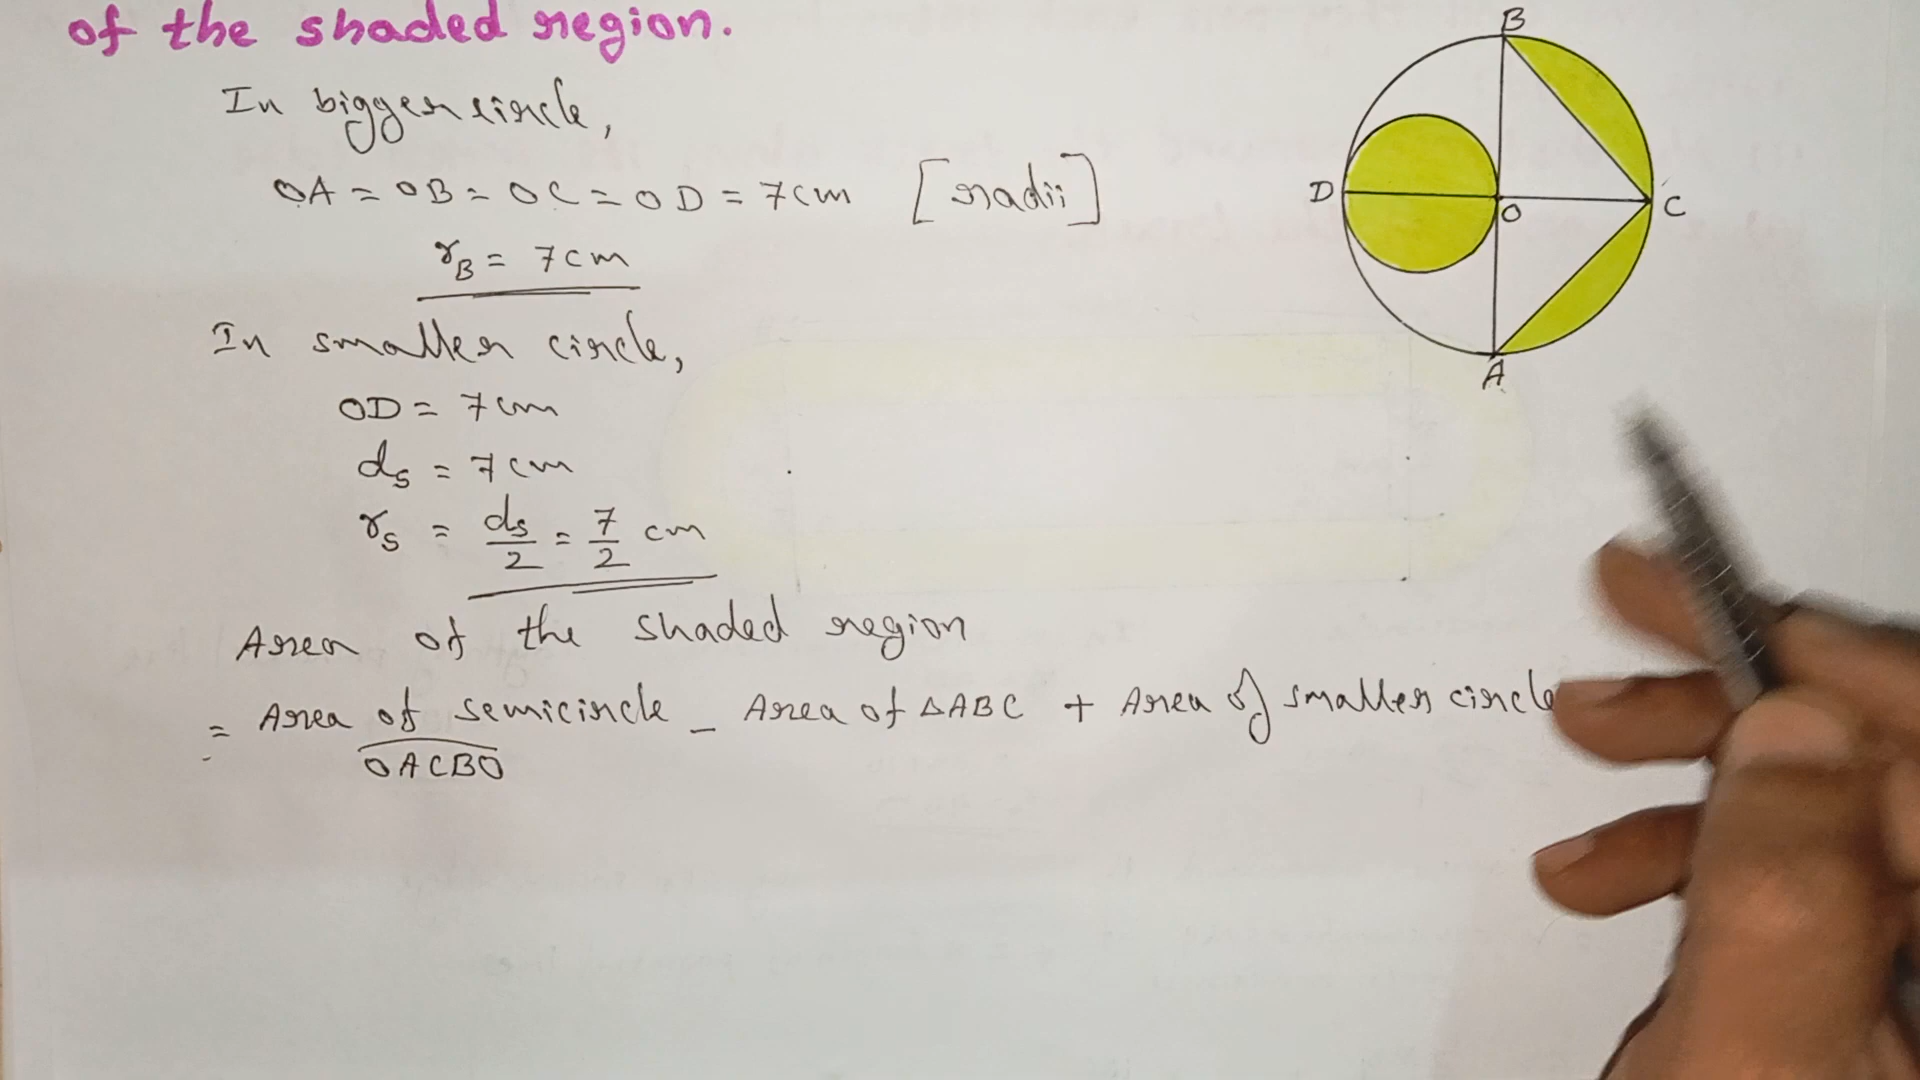 of the shaded region.
In bigger circle,
OA = OB = OC = OD = 7cm [radii]
r_B = 7cm
In smaller circle,
OD = 7cm
d_s = 7cm
r_s = d_s/2 = 7/2 cm
Area of the shaded region
= Area of semicircle - Area of △ABC + Area of smaller circle
OACBO
B
D
O
C
A